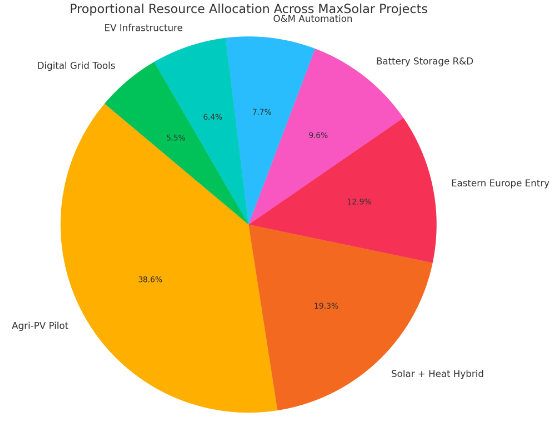 Proportional Resource Allocation Across MaxSolar Projects
O&M Automation
EV Infrastructure
Digital Grid Tools
Battery Storage R&D
7.7%
6.4%
9.6%
5.5%
Eastern Europe Entry
12.9%
38.6%
19.3%
Agri-PV Pilot
Solar + Heat Hybrid